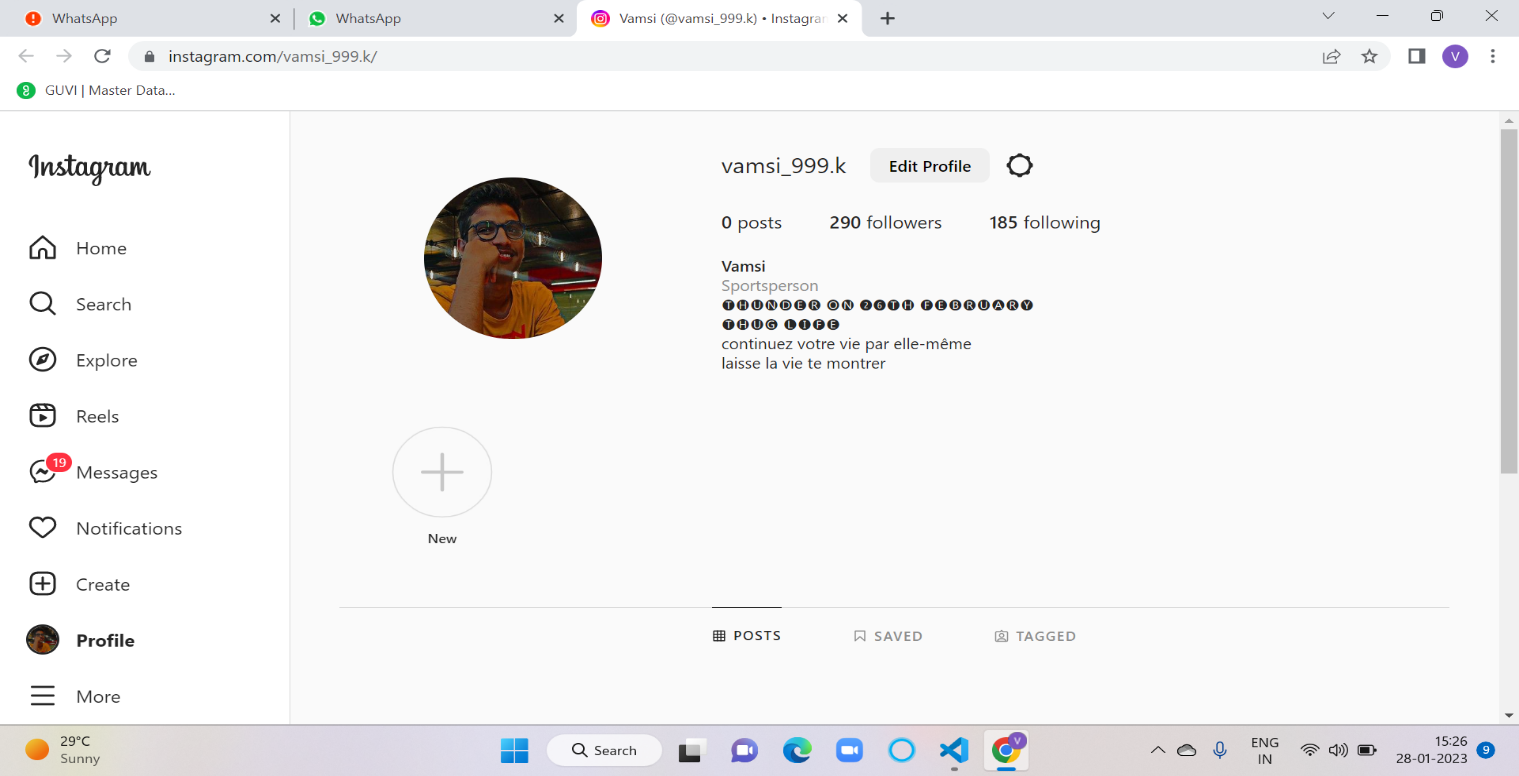 WhatsApp
WhatsApp
Vamsi (@vamsi_999.k) • Instagra
instagram.com/vamsi_999.k/
V
GUVI | Master Data...
Instagram
Home
Search
Explore
Reels
19
Messages
Notifications
Create
Profile
More
vamsi_999.k Edit Profile
0 posts 290 followers 185 following
Vamsi
Sportsperson
🅣🅗🅤🅝🅓🅔🅡 🅞🅝 ❷❻🅣🅗 🅕🅔🅑🅡🅤🅐🅡🅨
🅣🅗🅤🅖 🅛🅘🅕🅔
continuez votre vie par elle-même
laisse la vie te montrer
New
POSTS SAVED TAGGED
29°C
Sunny
Search
V
ENG
IN
15:26
28-01-2023
9